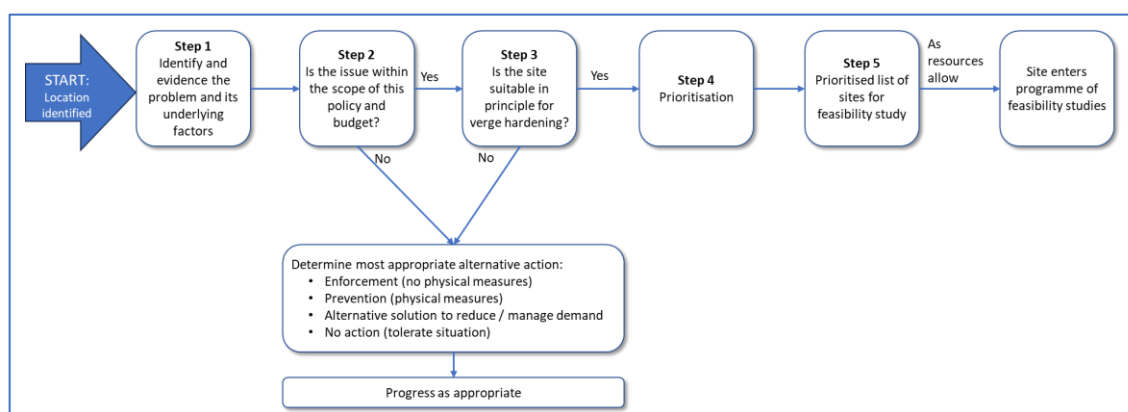 START:
Location
identified
Step 1
Identify and
evidence the
problem and its
underlying
factors
Step 2
Is the issue within
the scope of this
policy and
budget?
Yes
No
Step 3
Is the site
suitable in
principle for
verge hardening?
Yes
No
Step 4
Prioritisation
Step 5
Prioritised list of
sites for
feasibility study
As
resources
allow
Site enters
programme of
feasibility studies
Determine most appropriate alternative action:
• Enforcement (no physical measures)
• Prevention (physical measures)
• Alternative solution to reduce / manage demand
• No action (tolerate situation)
Progress as appropriate